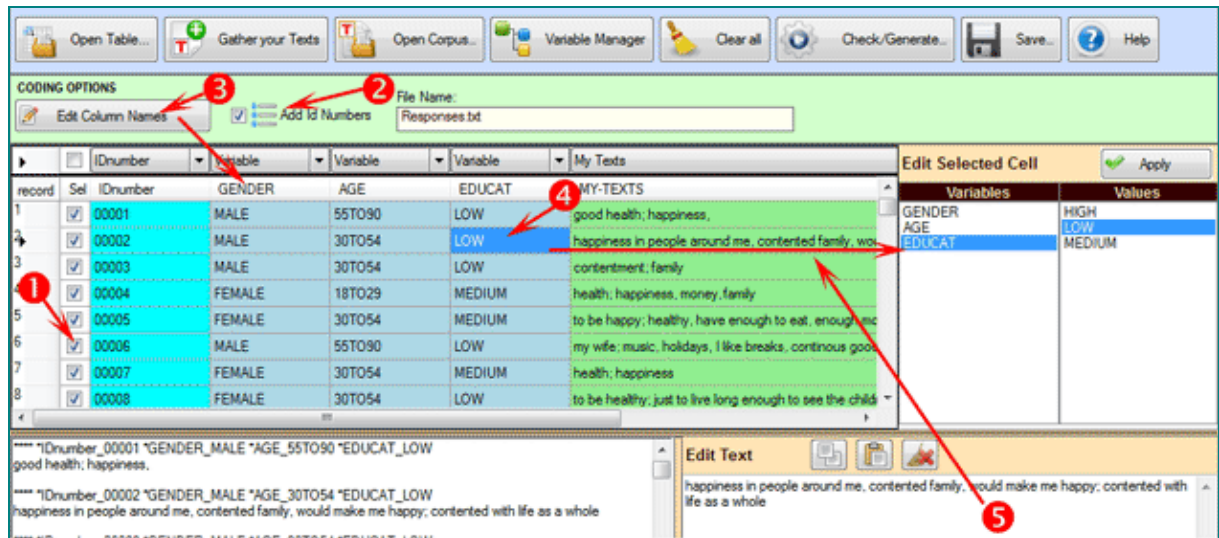 Open Table... Gather your Texts Open Corpus... Variable Manager Clear all Check/Generate... Save... Help
CODING OPTIONS
3 2
Edit Column Names Add Id Numbers File Name:
Responses.txt
IDnumber Variable Variable Variable My Texts Edit Selected Cell Apply
record Sel IDnumber GENDER AGE EDUCAT MY-TEXTS Variables Values
1 00001 MALE 55TO90 LOW good health; happiness, GENDER HIGH
4 AGE LOW
2 00002 MALE 30TO54 LOW happiness in people around me, contented family, wou EDUCAT MEDIUM
3 00003 MALE 30TO54 LOW contentment; family
1
4 00004 FEMALE 18TO29 MEDIUM health; happiness, money, family
5 00005 FEMALE 30TO54 MEDIUM to be happy; healthy, have enough to eat, enough mo
6 00006 MALE 55TO90 LOW my wife; music, holidays, I like breaks, continous good
7 00007 FEMALE 30TO54 MEDIUM health; happiness
8 00008 FEMALE 30TO54 LOW to be healthy; just to live long enough to see the child
**** *IDnumber_00001 *GENDER_MALE *AGE_55TO90 *EDUCAT_LOW
good health; happiness,
**** *IDnumber_00002 *GENDER_MALE *AGE_30TO54 *EDUCAT_LOW
happiness in people around me, contented family, would make me happy; contented with life as a whole
Edit Text
happiness in people around me, contented family, would make me happy; contented with
life as a whole
5